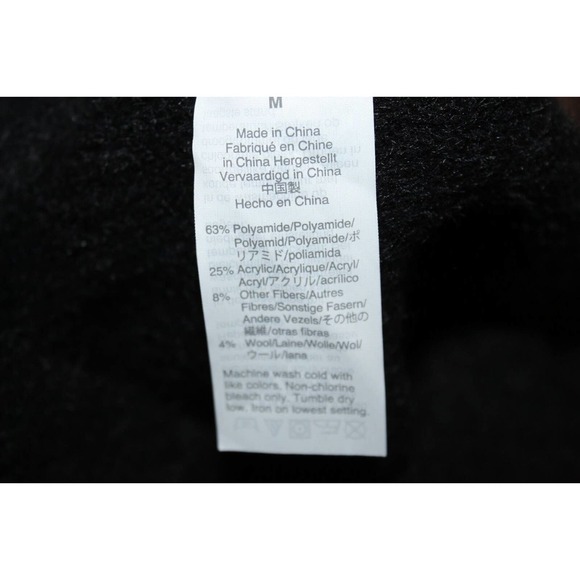 M
Made in China
Fabriqué en Chine
in China Hergestellt
Vervaardigd in China
中国製
Hecho en China
63% Polyamide/Polyamide/
Polyamid/Polyamide/ポ
リアミド/poliamida
25% Acrylic/Acrylique/Acryl/
Acryl/アクリル/acrílico
8% Other Fibers/Autres
Fibres/Sonstige Fasern/
Andere Vezels/その他の
繊維/otras fibras
4% Wool/Laine/Wolle/Wol/
ウール/lana
Machine wash cold with
like colors. Non-chlorine
bleach only. Tumble dry
low, Iron on lowest setting.